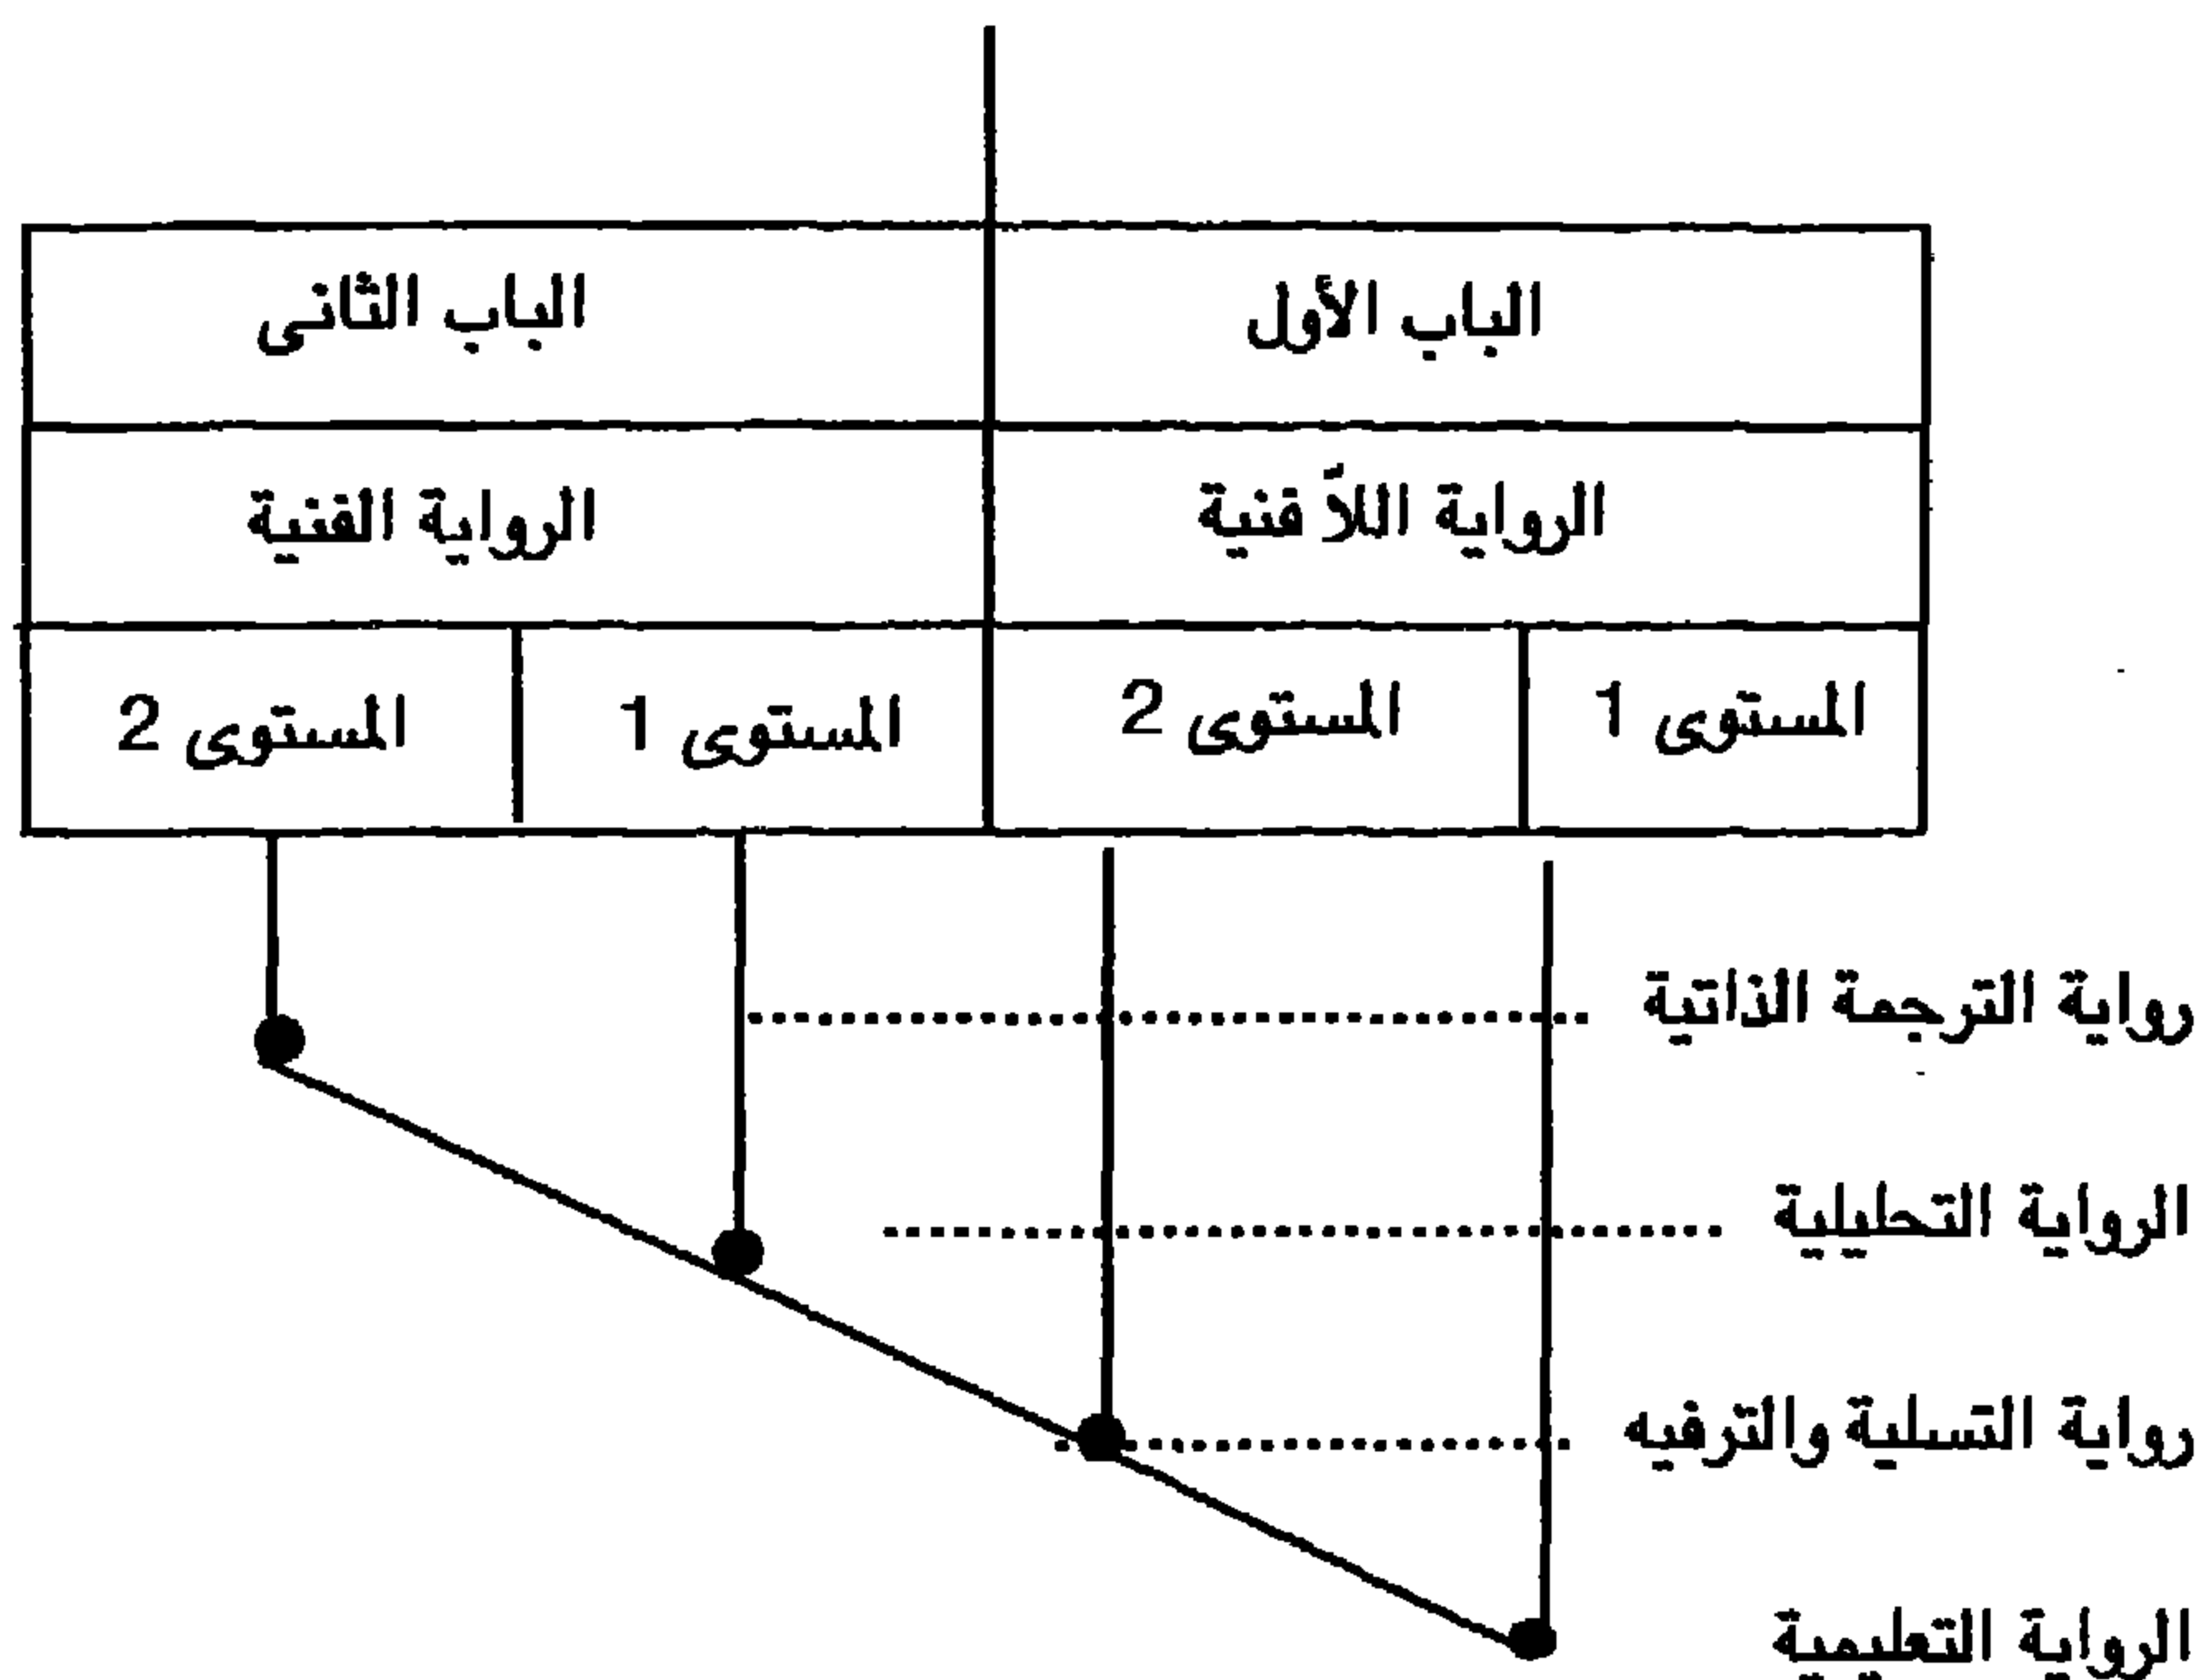 الباب الأول
الباب الثانى
الرواية اللاّ فنية
الرواية الفنية
المستوى 1
المستوى 2
المستوى 1
المستوى 2
رواية الترجمة الذاتية
الرواية التحليلية
رواية التسلية والترفيه
الرواية التعليمية